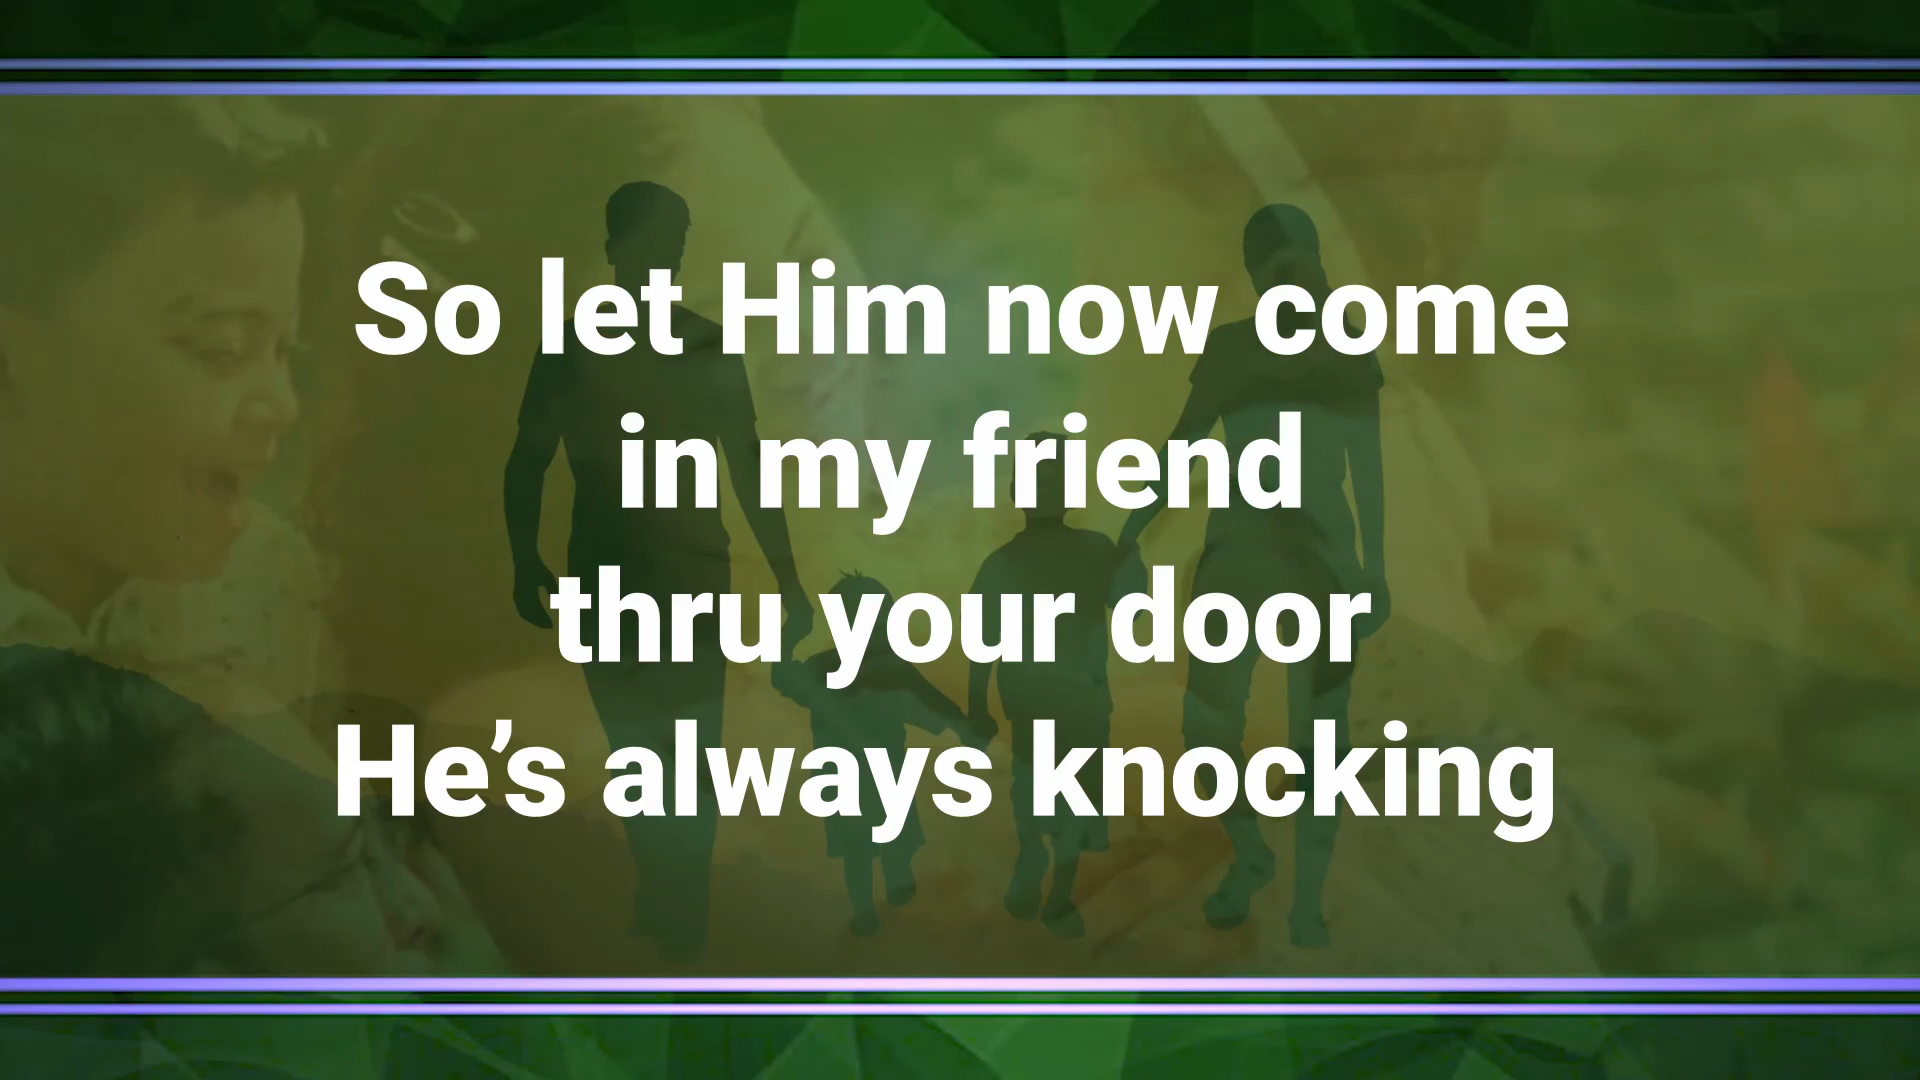 So let Him now come
in my friend
thru your door
He’s always knocking